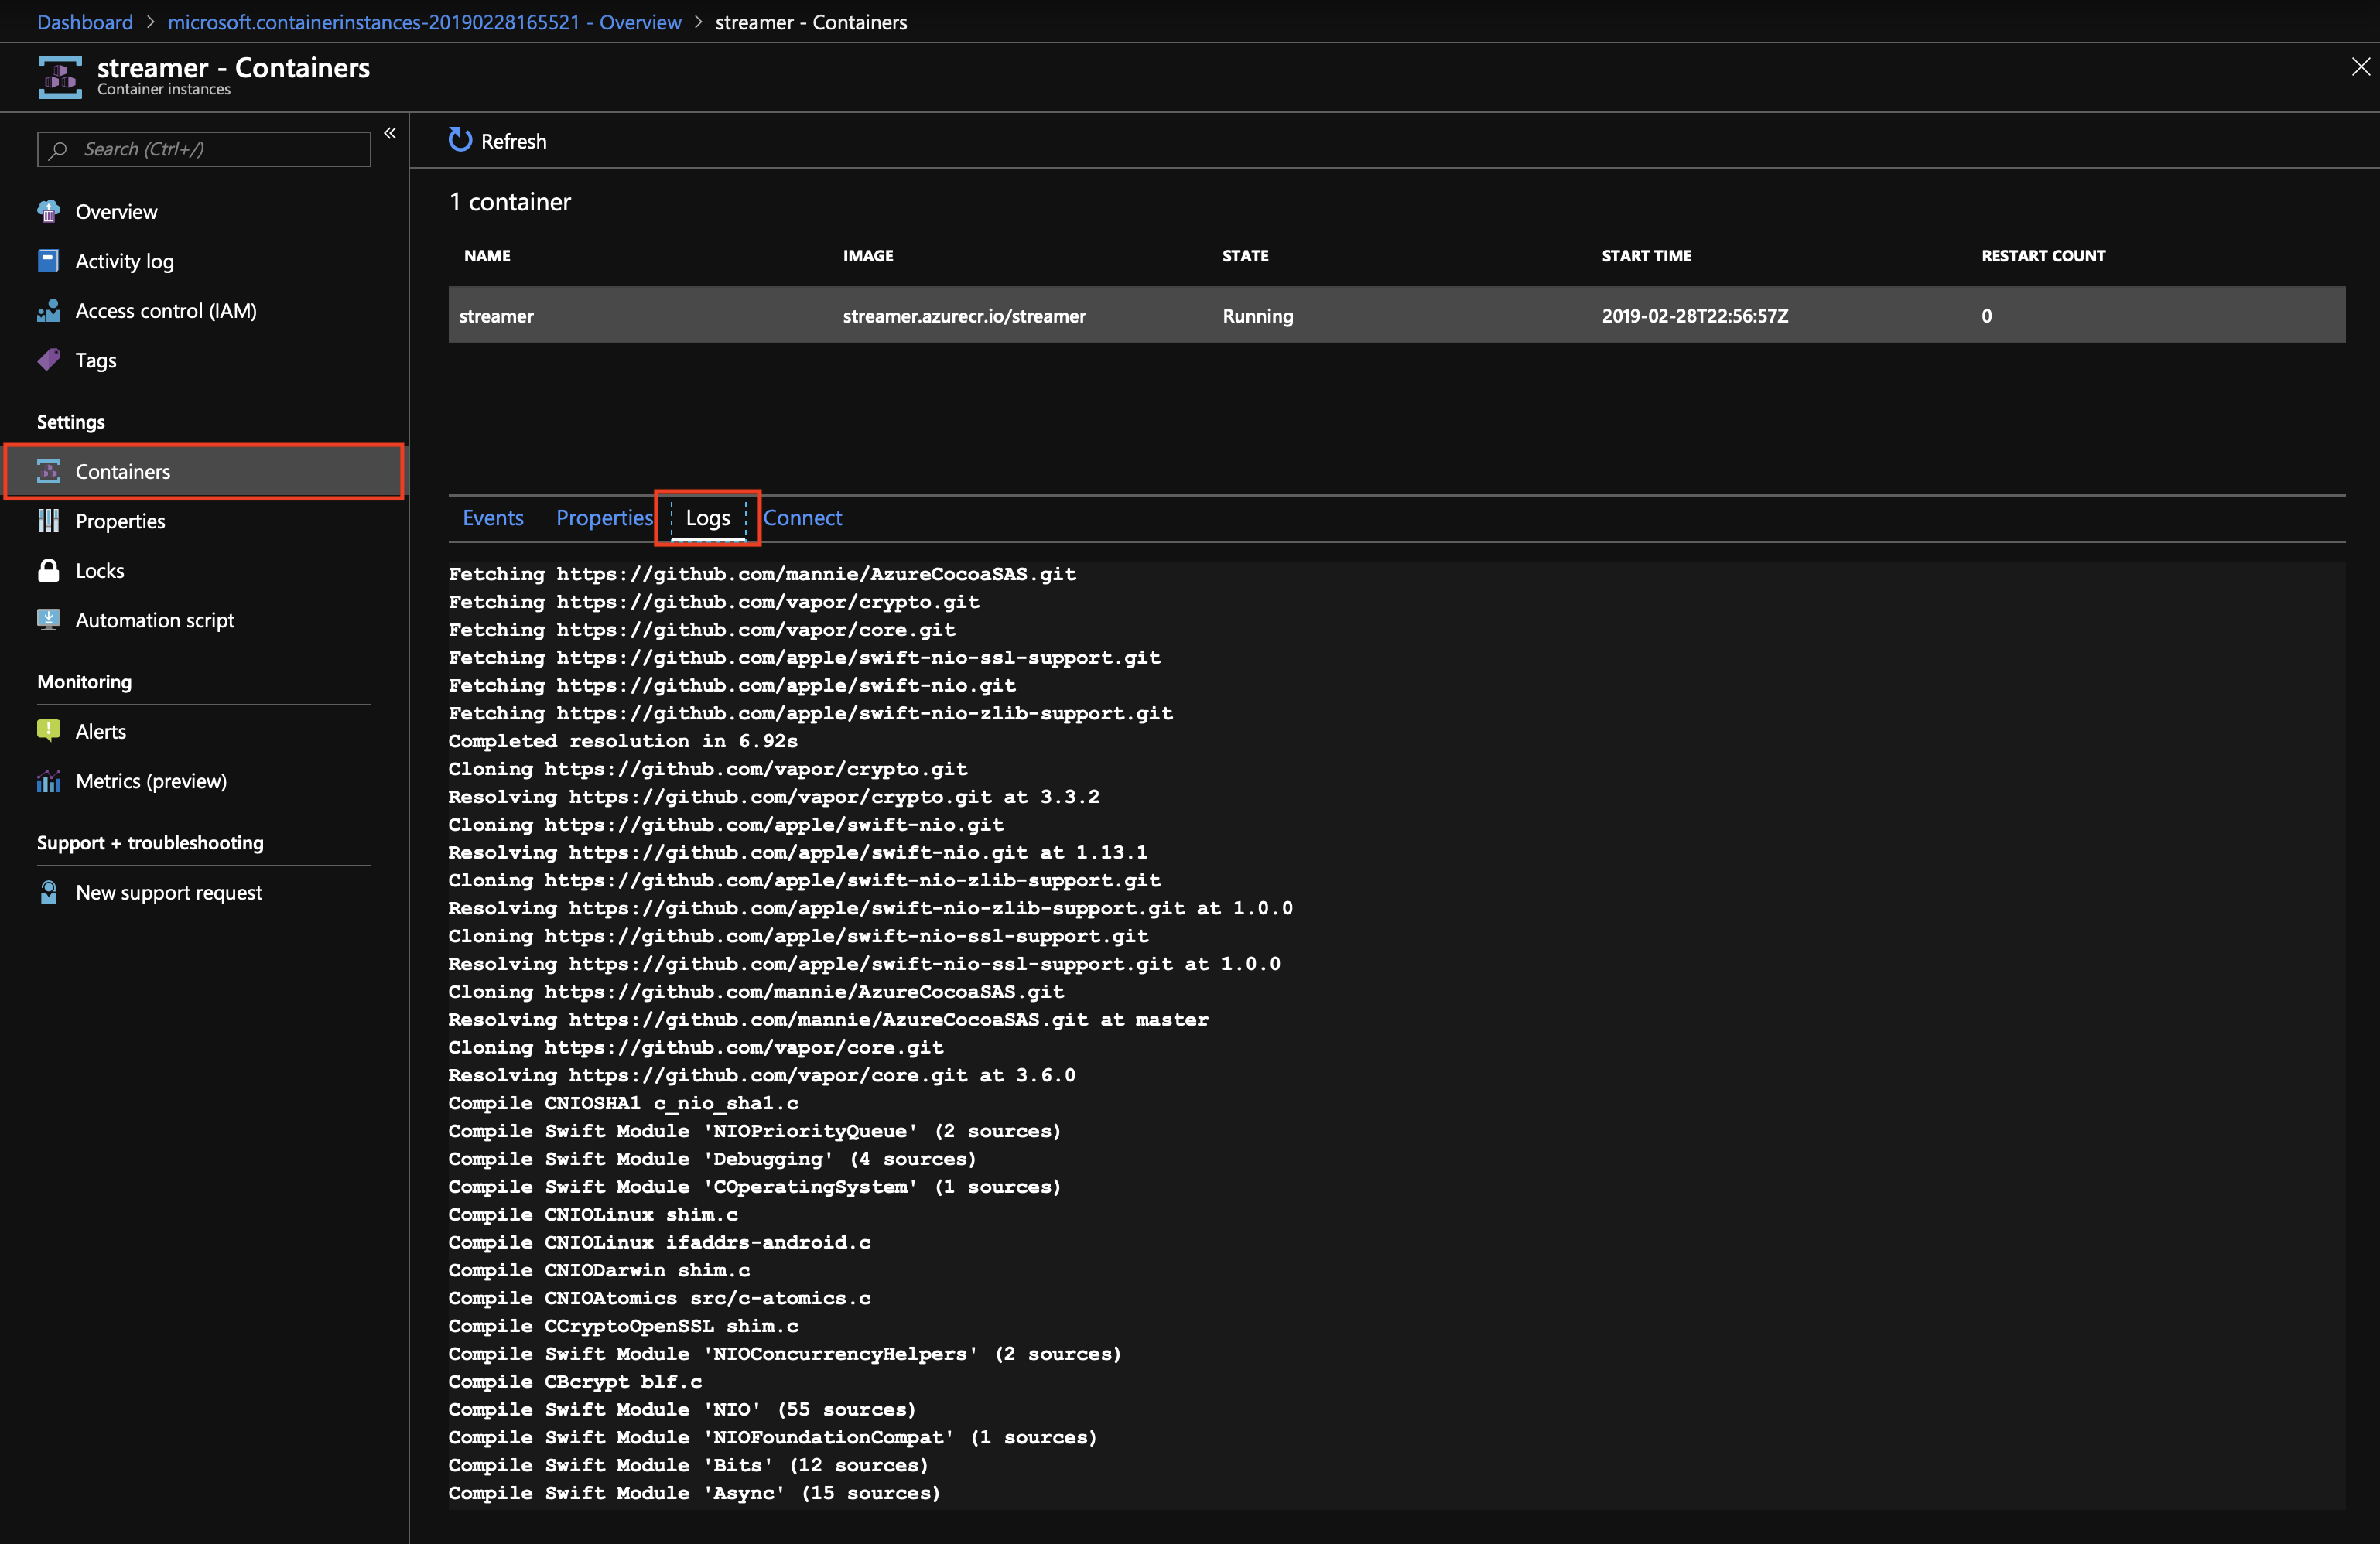 Dashboard > microsoft.containerinstances-20190228165521 - Overview > streamer - Containers
streamer - Containers
Container instances
Search (Ctrl+/)
«
Overview
Activity log
Access control (IAM)
Tags
Settings
Containers
Properties
Locks
Automation script
Monitoring
Alerts
Metrics (preview)
Support + troubleshooting
New support request
Refresh
1 container
NAME IMAGE STATE START TIME RESTART COUNT
streamer streamer.azurecr.io/streamer Running 2019-02-28T22:56:57Z 0
Events Properties Logs Connect
Fetching https://github.com/mannie/AzureCocoaSAS.git
Fetching https://github.com/vapor/crypto.git
Fetching https://github.com/vapor/core.git
Fetching https://github.com/apple/swift-nio-ssl-support.git
Fetching https://github.com/apple/swift-nio.git
Fetching https://github.com/apple/swift-nio-zlib-support.git
Completed resolution in 6.92s
Cloning https://github.com/vapor/crypto.git
Resolving https://github.com/vapor/crypto.git at 3.3.2
Cloning https://github.com/apple/swift-nio.git
Resolving https://github.com/apple/swift-nio.git at 1.13.1
Cloning https://github.com/apple/swift-nio-zlib-support.git
Resolving https://github.com/apple/swift-nio-zlib-support.git at 1.0.0
Cloning https://github.com/apple/swift-nio-ssl-support.git
Resolving https://github.com/apple/swift-nio-ssl-support.git at 1.0.0
Cloning https://github.com/mannie/AzureCocoaSAS.git
Resolving https://github.com/mannie/AzureCocoaSAS.git at master
Cloning https://github.com/vapor/core.git
Resolving https://github.com/vapor/core.git at 3.6.0
Compile CNIOSHA1 c_nio_sha1.c
Compile Swift Module 'NIOPriorityQueue' (2 sources)
Compile Swift Module 'Debugging' (4 sources)
Compile Swift Module 'COperatingSystem' (1 sources)
Compile CNIOLinux shim.c
Compile CNIOLinux ifaddrs-android.c
Compile CNIODarwin shim.c
Compile CNIOAtomics src/c-atomics.c
Compile CCryptoOpenSSL shim.c
Compile Swift Module 'NIOConcurrencyHelpers' (2 sources)
Compile CBcrypt blf.c
Compile Swift Module 'NIO' (55 sources)
Compile Swift Module 'NIOFoundationCompat' (1 sources)
Compile Swift Module 'Bits' (12 sources)
Compile Swift Module 'Async' (15 sources)